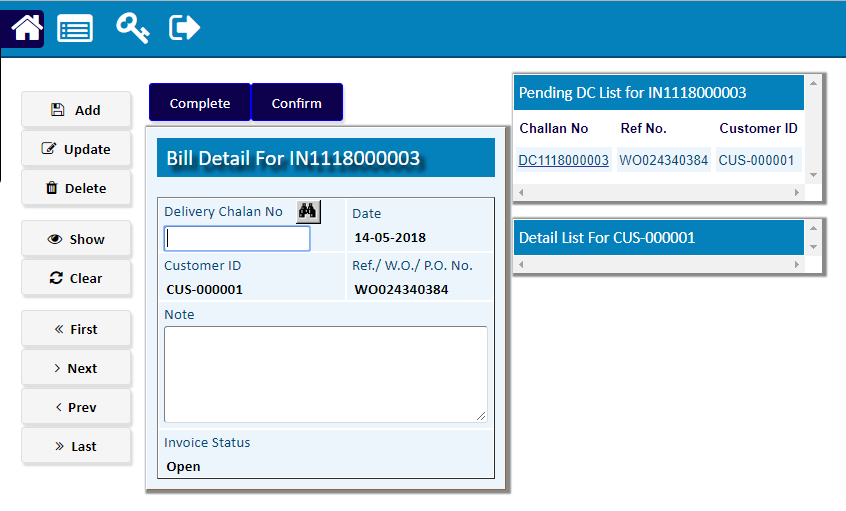 Add
Update
Delete
Show
Clear
First
Next
Prev
Last
Complete Confirm
Bill Detail For IN1118000003
Delivery Chalan No Date
14-05-2018
Customer ID Ref./ W.O./ P.O. No.
CUS-000001 WO024340384
Note
Invoice Status
Open
Pending DC List for IN1118000003
Challan No Ref No. Customer ID
DC1118000003 WO024340384 CUS-000001
Detail List For CUS-000001